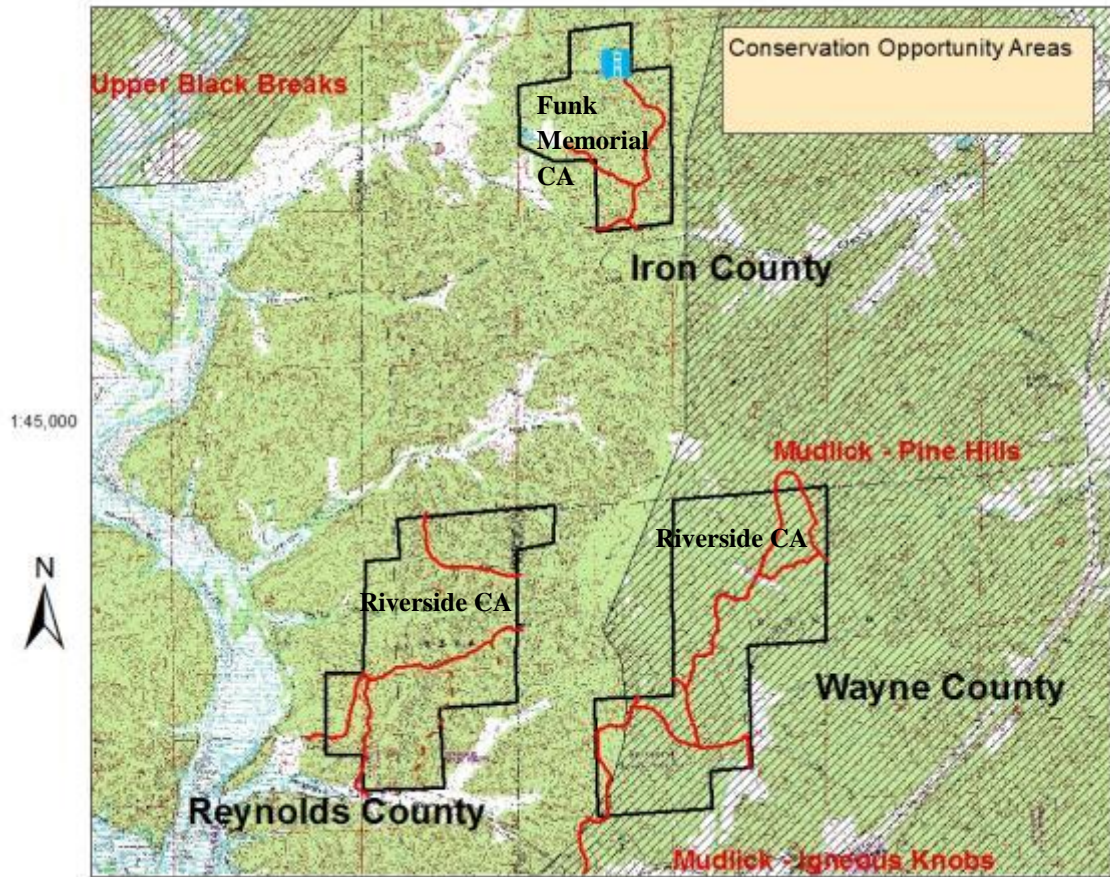 Conservation Opportunity Areas
Upper Black Breaks
Funk
Memorial
CA
Iron County
1:45,000
Mudlick - Pine Hills
Riverside CA
N
Riverside CA
Wayne County
Reynolds County
Mudlick - Igneous Knobs